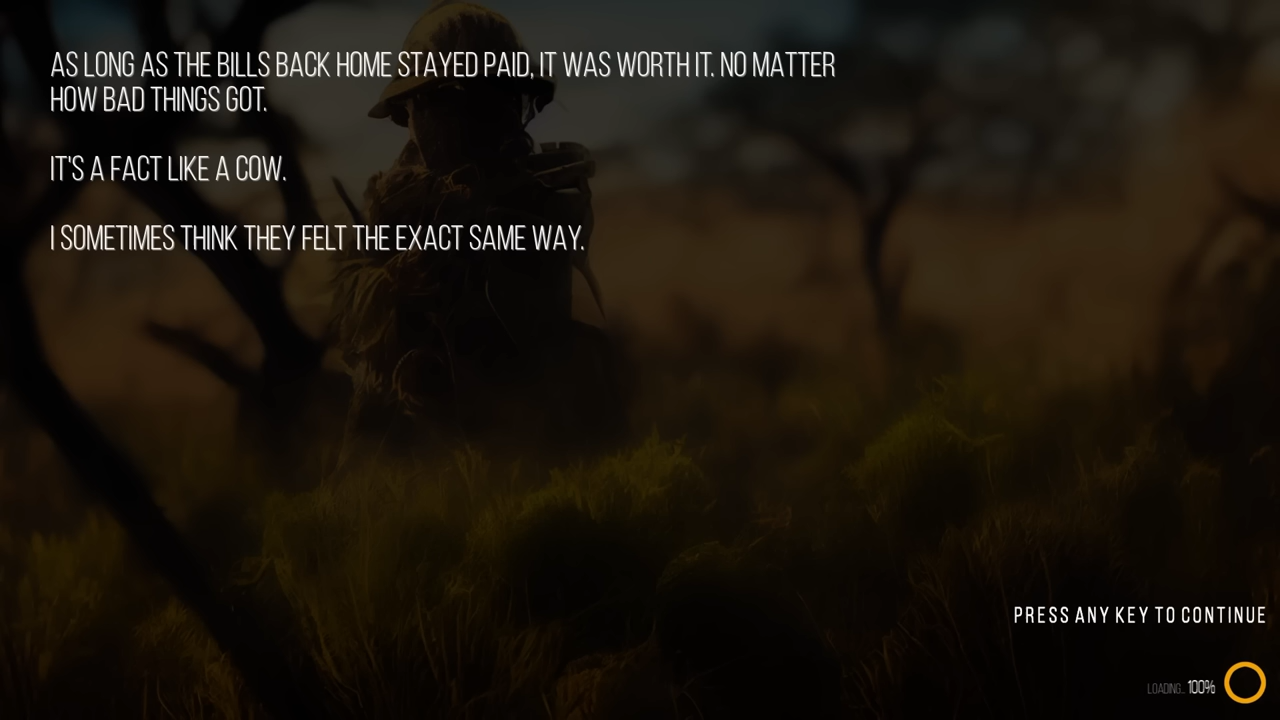 AS LONG AS THE BILLS BACK HOME STAYED PAID, IT WAS WORTH IT. NO MATTER
HOW BAD THINGS GOT.
IT'S A FACT LIKE A COW.
I SOMETIMES THINK THEY FELT THE EXACT SAME WAY.
PRESS ANY KEY TO CONTINUE
LOADING... 100%